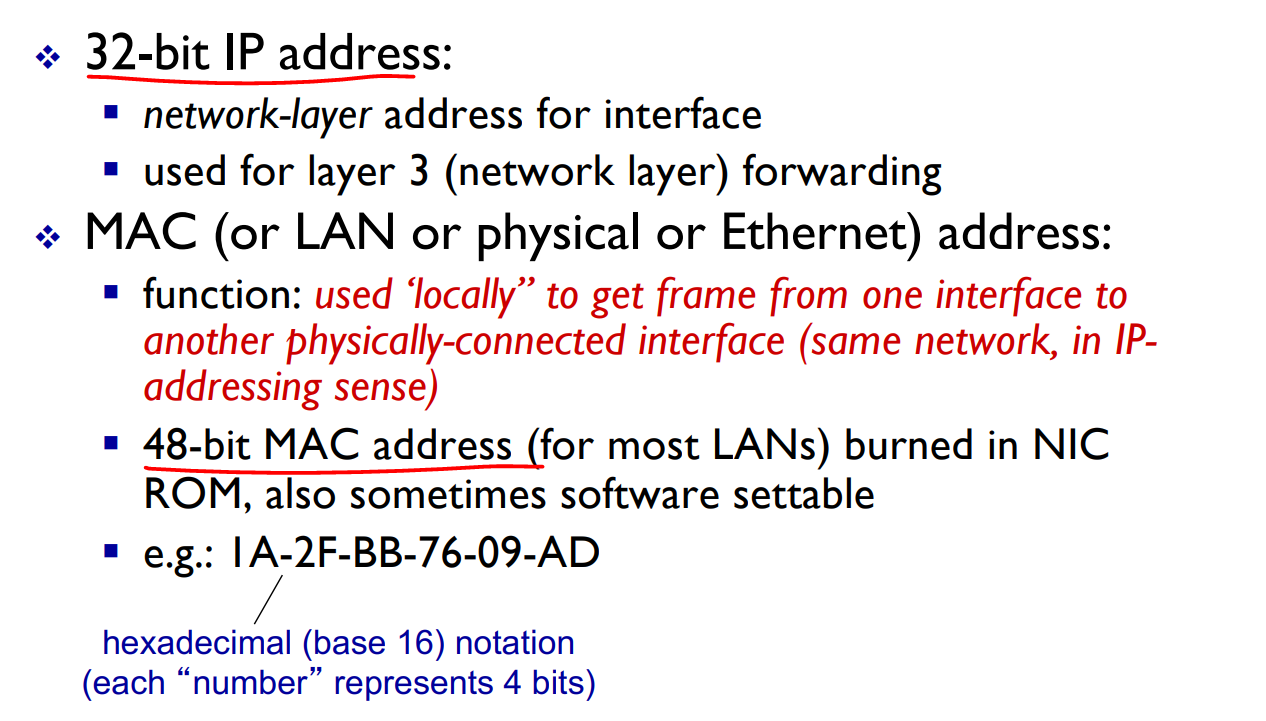 32-bit IP address:
network-layer address for interface
used for layer 3 (network layer) forwarding
MAC (or LAN or physical or Ethernet) address:
function: used ‘locally” to get frame from one interface to
another physically-connected interface (same network, in IP-
addressing sense)
48-bit MAC address (for most LANs) burned in NIC
ROM, also sometimes software settable
e.g.: 1A-2F-BB-76-09-AD
hexadecimal (base 16) notation
(each “number” represents 4 bits)